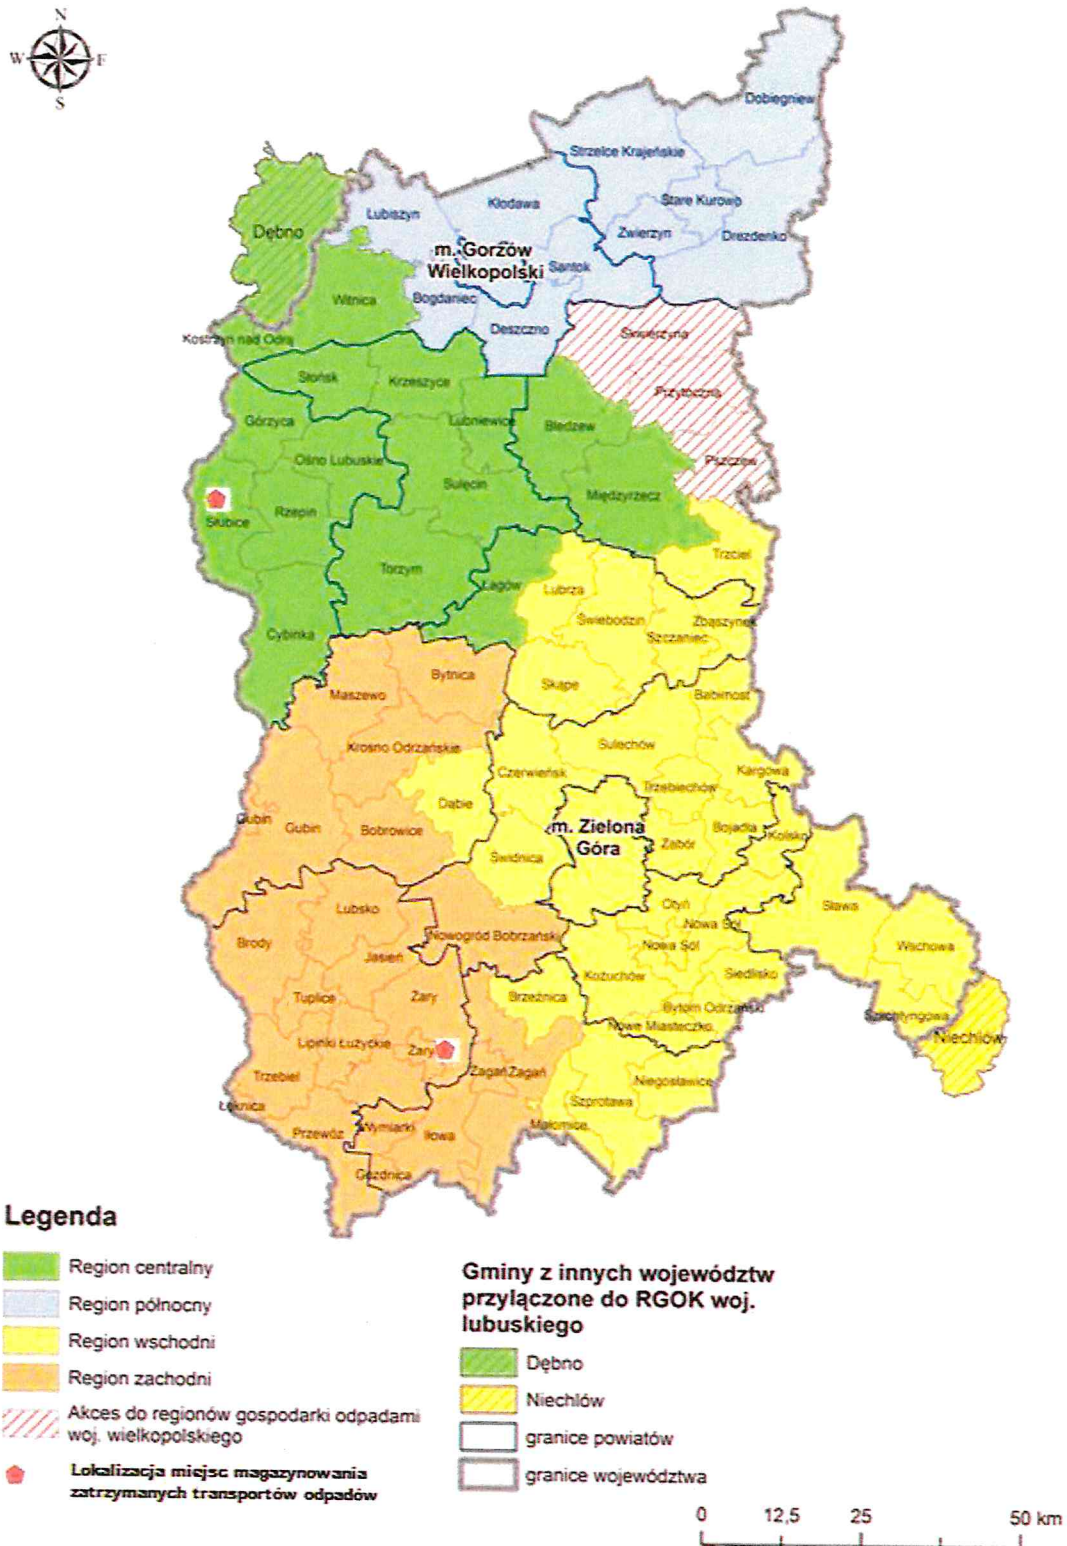 N
W
F
S
Dobiegniew
Strzelce Krajeńskie
Stare Kurowo
Kłodawa
Lubiszyn
Zwierzyn
Drezdenko
Dębno
m. Gorzów
Wielkopolski
Santok
Witnica
Bogdaniec
Deszczno
Skwierzyna
Kostrzyn nad Odrą
Słońsk
Krzeszyce
Przytoczna
Górzyca
Lubniewice
Bledzew
Ośno Lubuskie
Pszczew
Sulęcin
Międzyrzecz
Słubice
Rzepin
Trzciel
Torzym
Łagów
Lubrza
Świebodzin
Zbąszynek
Cybinka
Szczaniec
Bytnica
Skąpe
Maszewo
Babimost
Krosno Odrzańskie
Sulechów
Czerwieńsk
Kargowa
Trzebiechów
Dąbie
Gubin
Gubin
Bobrowice
m. Zielona
Góra
Bojadła
Kolsko
Zabór
Świdnica
Lubsko
Otyń
Sława
Nowa Sól
Brody
Nowogród Bobrzański
Nowa Sól
Wschowa
Jasień
Kożuchów
Siedlisko
Tuplice
Żary
Brzeźnica
Bytom Odrzański
Szlichtyngowa
Nowe Miasteczko
Niechlów
Lipinki Łużyckie
Żary
Żagań
Żagań
Trzebiel
Niegosławice
Szprotawa
Łęknica
Małomice
Przewóz
Wymiarki
Iłowa
Gozdnica
Legenda
Region centralny
Region północny
Region wschodni
Region zachodni
Akces do regionów gospodarki odpadami
woj. wielkopolskiego
Lokalizacja miejsc magazynowania
zatrzymanych transportów odpadów
Gminy z innych województw
przyłączone do RGOK woj.
lubuskiego
Dębno
Niechlów
granice powiatów
granice województwa
0 12,5 25 50 km